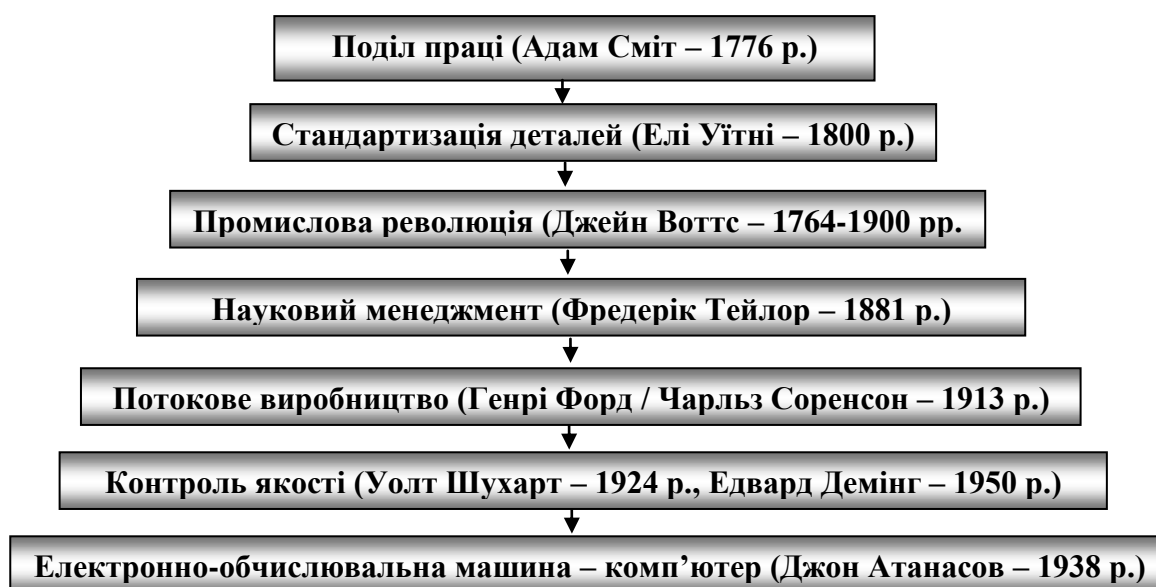 Поділ праці (Адам Сміт – 1776 р.)
Стандартизація деталей (Елі Уїтні – 1800 р.)
Промислова революція (Джейн Воттс – 1764-1900 рр.
Науковий менеджмент (Фредерік Тейлор – 1881 р.)
Потокове виробництво (Генрі Форд / Чарльз Соренсон – 1913 р.)
Контроль якості (Уолт Шухарт – 1924 р., Едвард Демінг – 1950 р.)
Електронно-обчислювальна машина – комп’ютер (Джон Атанасов – 1938 р.)